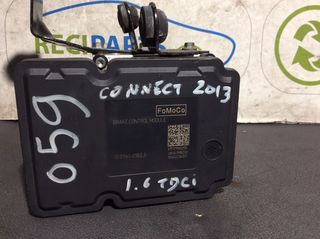 RECIPARTS
CONNECT 2013
FoMoCo
BRAKE CONTROL MODULE
059
1.6 TDCi